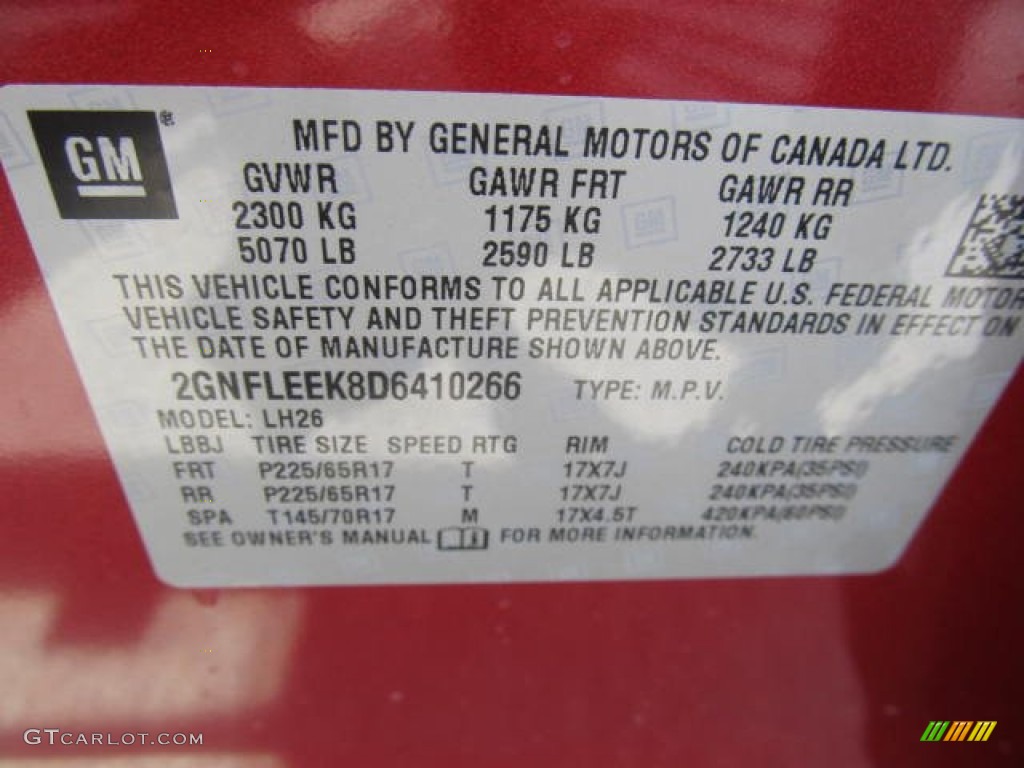 GM®
MFD BY GENERAL MOTORS OF CANADA LTD.
GVWR GAWR FRT GAWR RR
2300 KG 1175 KG 1240 KG
5070 LB 2590 LB 2733 LB
THIS VEHICLE CONFORMS TO ALL APPLICABLE U.S. FEDERAL MOTOR
VEHICLE SAFETY AND THEFT PREVENTION STANDARDS IN EFFECT ON
THE DATE OF MANUFACTURE SHOWN ABOVE.
2GNFLEEK8D6410266 TYPE: M.P.V.
MODEL: LH26
LBBJ TIRE SIZE SPEED RTG RIM COLD TIRE PRESSURE
FRT P225/65R17 T 17X7J 240KPA(35PSI)
RR P225/65R17 T 17X7J 240KPA(35PSI)
SPA T145/70R17 M 17X4.5T 420KPA(60PSI)
SEE OWNER'S MANUAL FOR MORE INFORMATION.
GTCARLOT.COM